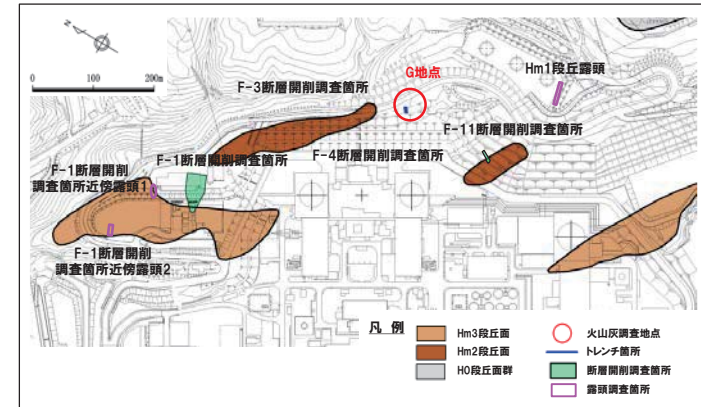 N
0
100
200m
G地点
Hm1段丘露頭
F-3断層開削調査箇所
F-11断層開削調査箇所
F-1断層開削調査箇所
F-4断層開削調査箇所
F-1断層開削
調査箇所近傍露頭1
F-1断層開削
調査箇所近傍露頭2
凡 例
Hm3段丘面
火山灰調査地点
Hm2段丘面
トレンチ箇所
H0段丘面群
断層開削調査箇所
露頭調査箇所